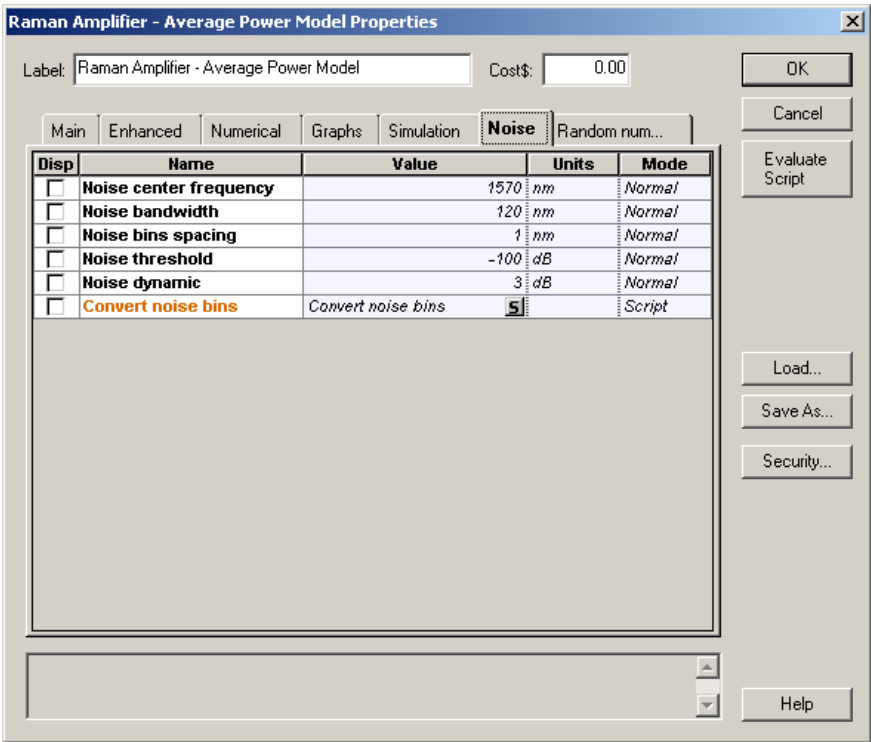 Raman Amplifier - Average Power Model Properties
Label: Raman Amplifier - Average Power Model Cost$: 0.00
OK
Cancel
Evaluate Script
Main Enhanced Numerical Graphs Simulation Noise Random num...
Disp Name Value Units Mode
Noise center frequency 1570 nm Normal
Noise bandwidth 120 nm Normal
Noise bins spacing 1 nm Normal
Noise threshold -100 dB Normal
Noise dynamic 3 dB Normal
Convert noise bins Convert noise bins S Script
Load...
Save As...
Security...
Help